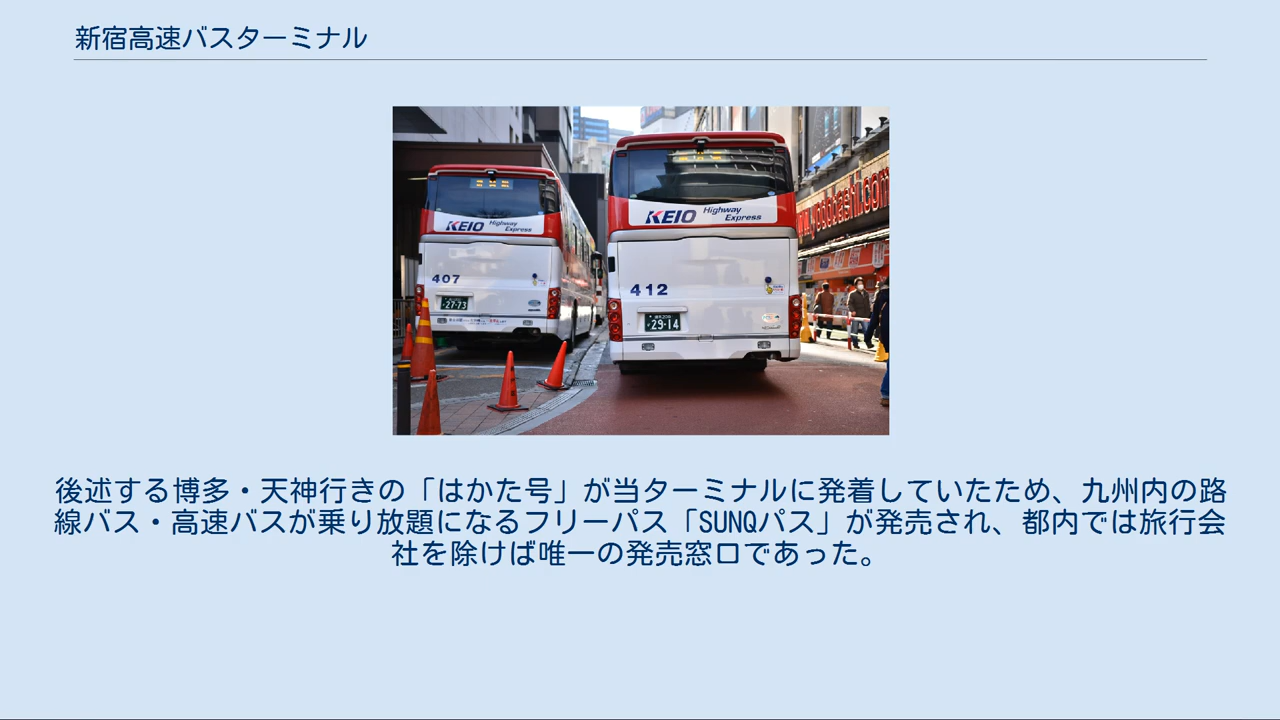 新宿高速バスターミナル
KEIO Highway Express
407
27-73
KEIO Highway Express
412
29-14
www.yodobashi.com
後述する博多・天神行きの「はかた号」が当ターミナルに発着していたため、九州内の路
線バス・高速バスが乗り放題になるフリーパス「SUNQパス」が発売され、都内では旅行会
社を除けば唯一の発売窓口であった。